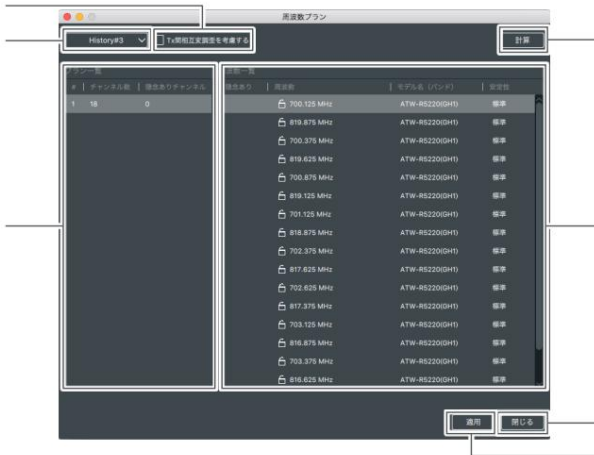 周波数プラン
History#3 Tx間相互変調歪を考慮する 計算
プラン一覧 周波数一覧
# チャンネル数 懸念ありチャンネル 懸念あり 周波数 モデル名（バンド） 安定性
1 18 0 700.125 MHz ATW-R5220(GH1) 標準
819.875 MHz ATW-R5220(GH1) 標準
700.375 MHz ATW-R5220(GH1) 標準
819.625 MHz ATW-R5220(GH1) 標準
700.875 MHz ATW-R5220(GH1) 標準
819.125 MHz ATW-R5220(GH1) 標準
701.125 MHz ATW-R5220(GH1) 標準
818.875 MHz ATW-R5220(GH1) 標準
702.375 MHz ATW-R5220(GH1) 標準
817.625 MHz ATW-R5220(GH1) 標準
702.625 MHz ATW-R5220(GH1) 標準
817.375 MHz ATW-R5220(GH1) 標準
703.125 MHz ATW-R5220(GH1) 標準
816.875 MHz ATW-R5220(GH1) 標準
703.375 MHz ATW-R5220(GH1) 標準
816.625 MHz ATW-R5220(GH1) 標準
適用 閉じる